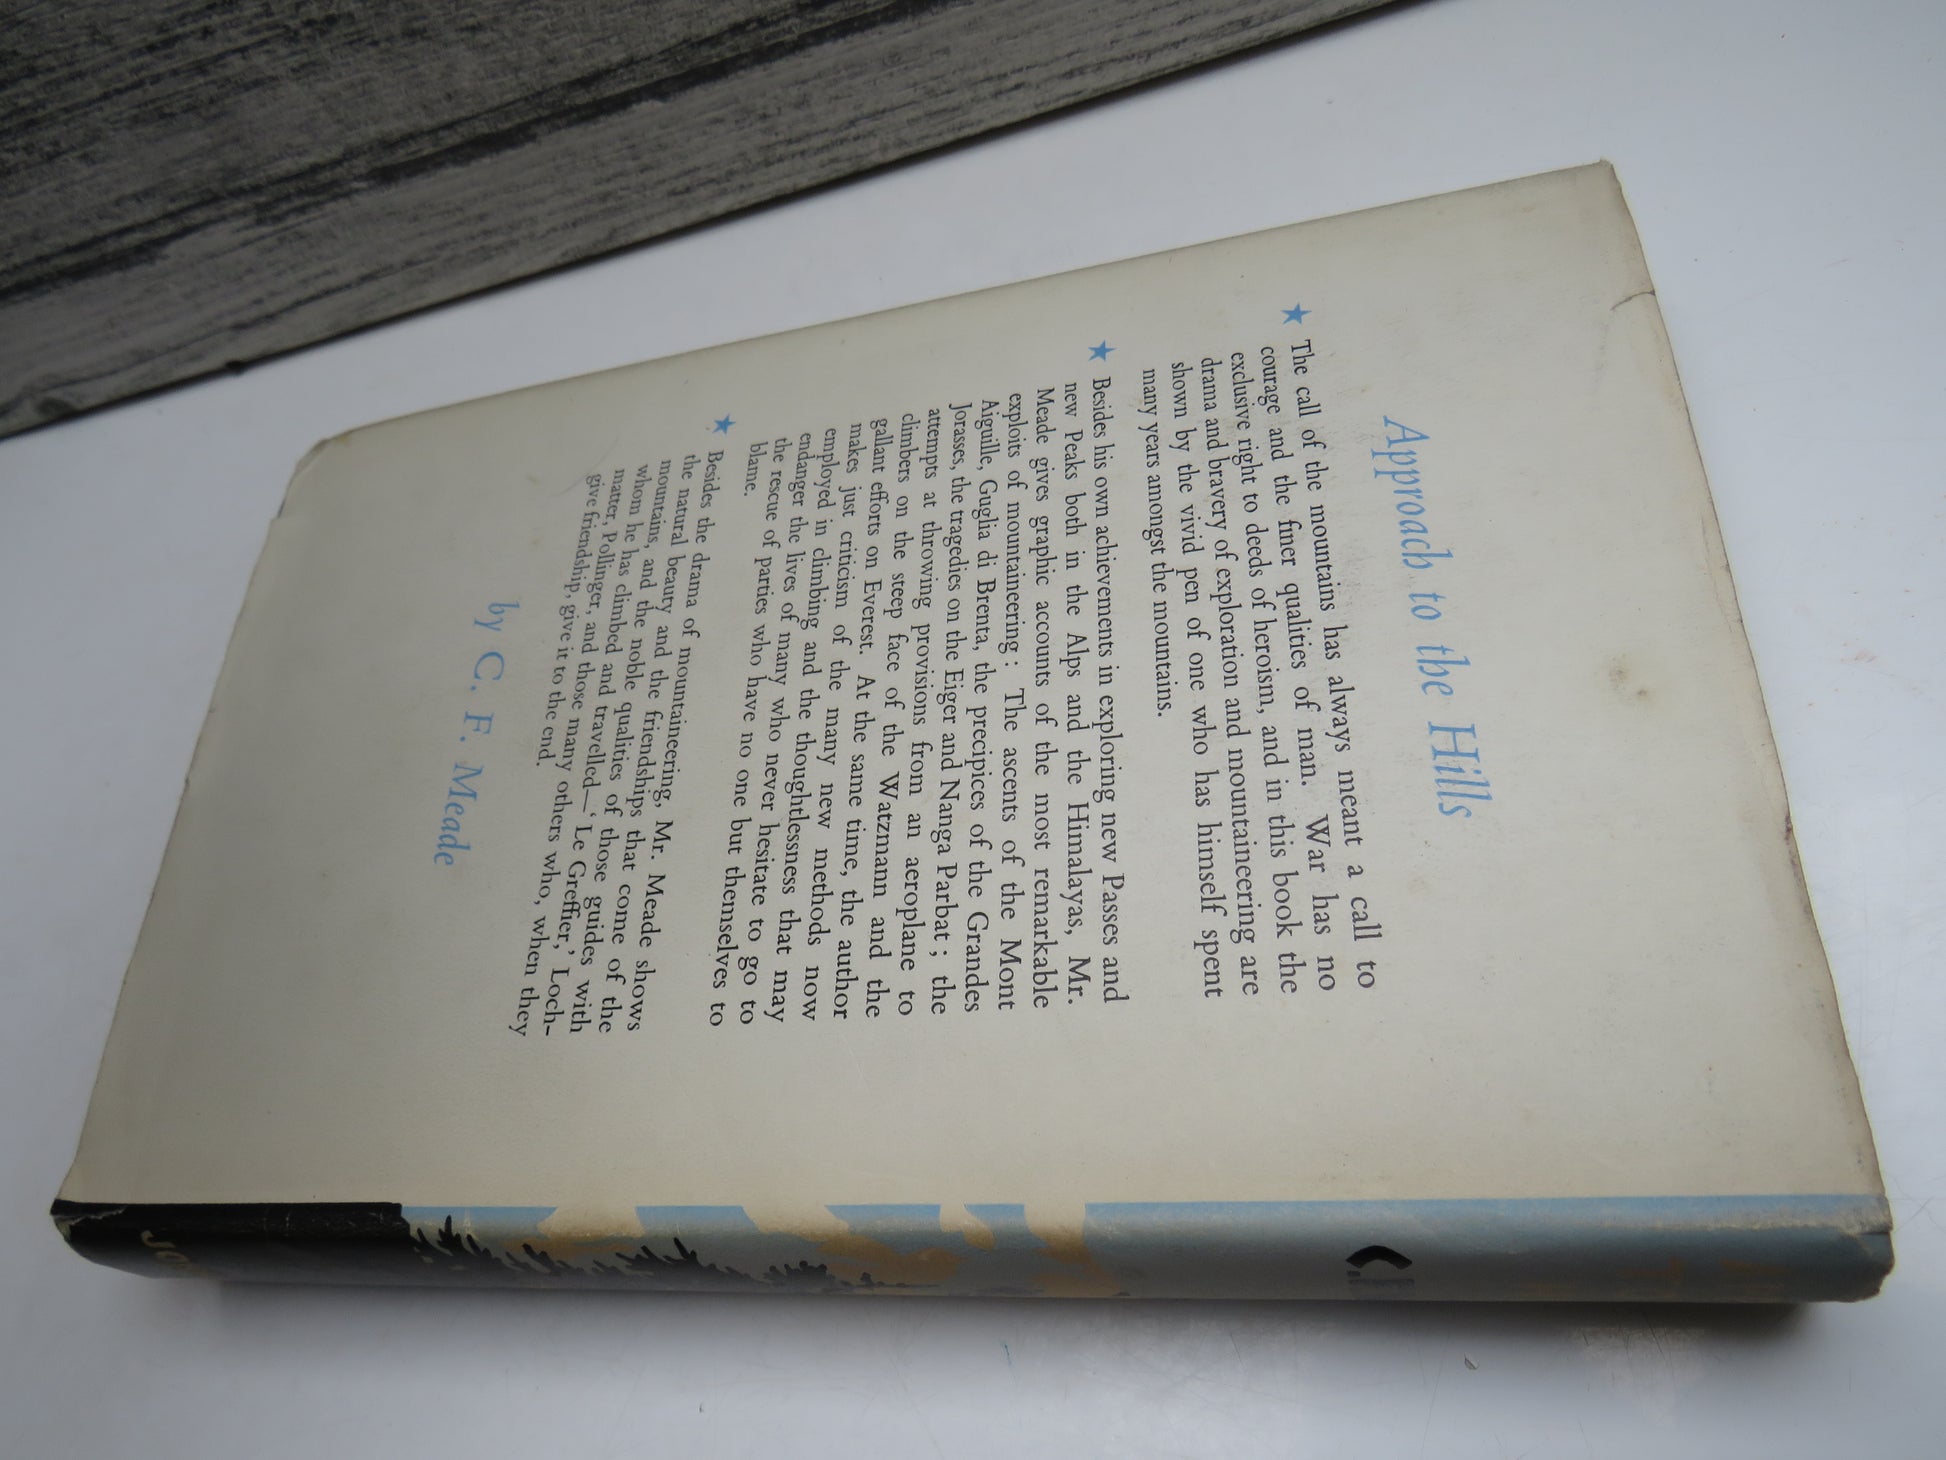 Approach to the Hills
★ The call of the mountains has always meant a call to
courage and the finer qualities of man. War has no
exclusive right to deeds of heroism, and in this book the
drama and bravery of exploration and mountaineering are
shown by the vivid pen of one who has himself spent
many years amongst the mountains.
★ Besides his own achievements in exploring new Passes and
new Peaks both in the Alps and the Himalayas, Mr.
Meade gives graphic accounts of the most remarkable
exploits of mountaineering: The ascents of the Mont
Aiguille, Guglia di Brenta, the precipices of the Grandes
Jorasses, the tragedies on the Eiger and Nanga Parbat; the
attempts at throwing provisions from an aeroplane to
climbers on the steep face of the Watzmann and the
gallant efforts on Everest. At the same time, the author
makes just criticism of the many new methods now
employed in climbing and the thoughtlessness that may
endanger the lives of many who never hesitate to go to
the rescue of parties who have no one but themselves to
blame.
★ Besides the drama of mountaineering, Mr. Meade shows
the natural beauty and the friendships that come of the
mountains, and the noble qualities of those guides with
whom he has climbed and travelled—'Le Greffier,' Loch-
matter, Pollinger, and those many others who, when they
give friendship, give it to the end.
by C. F. Meade